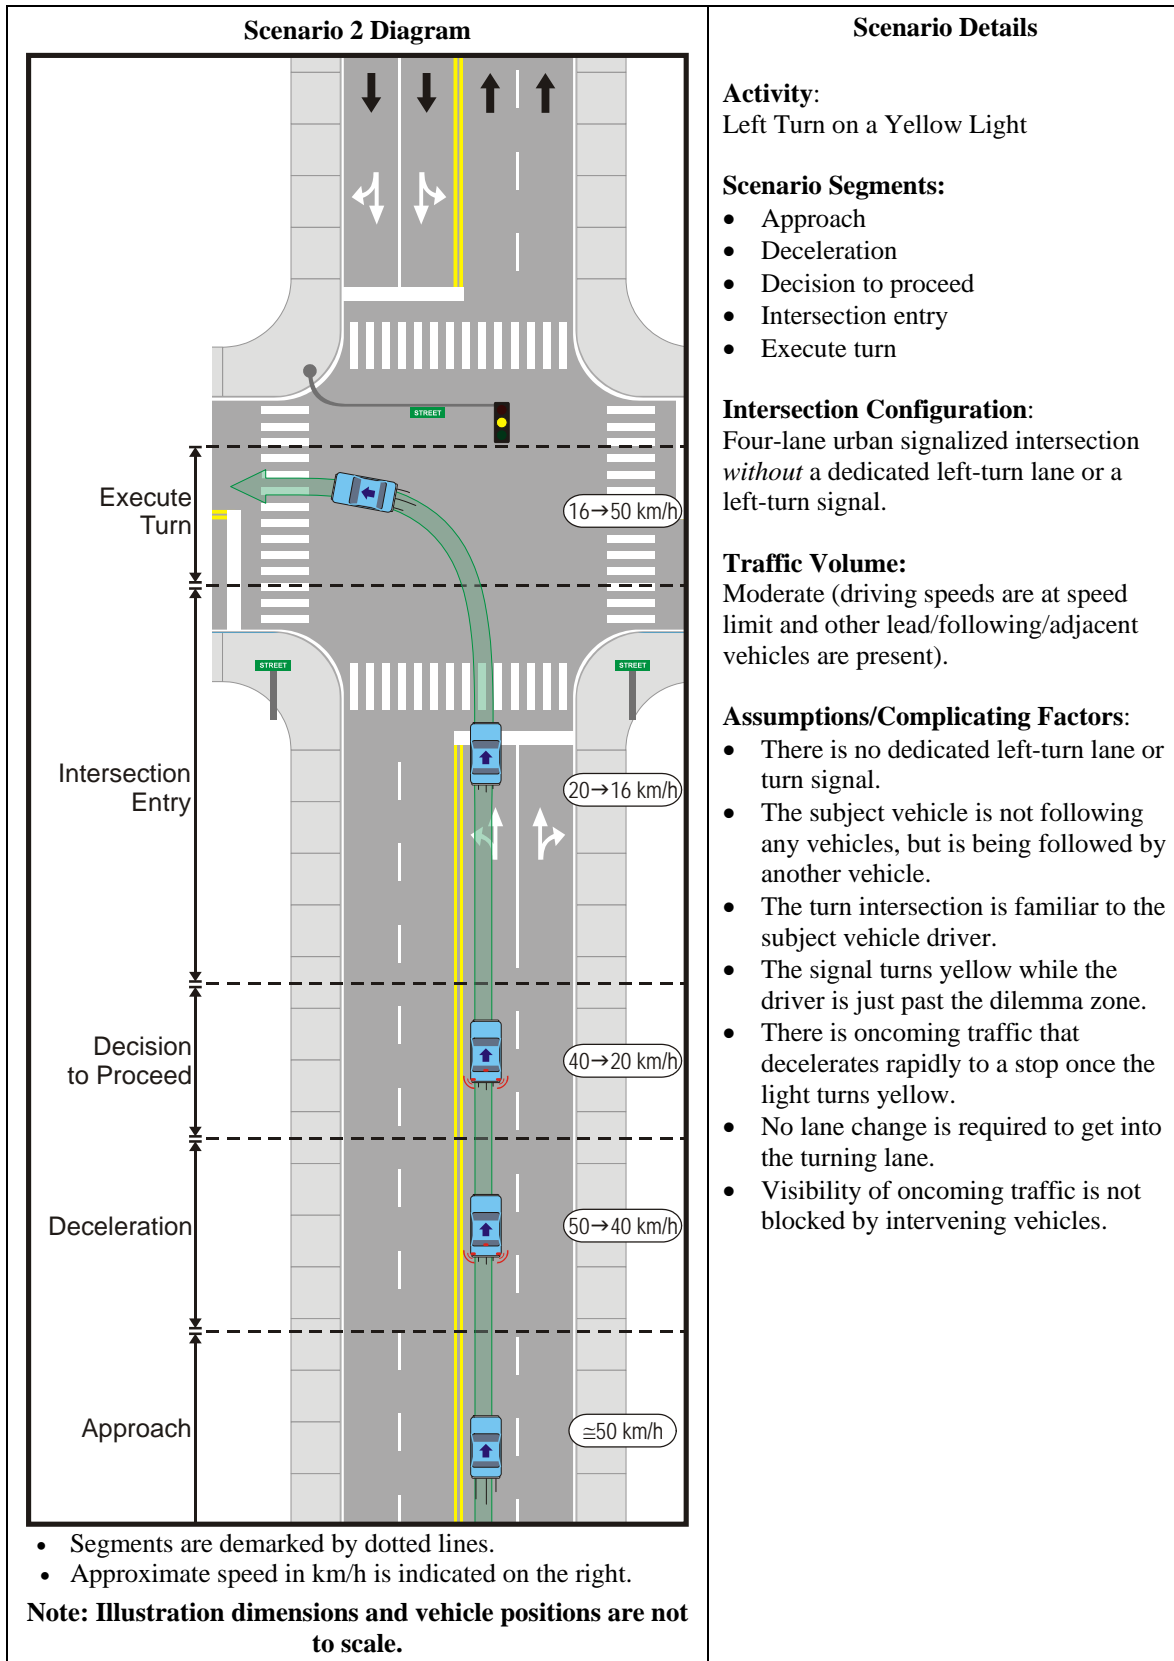 Scenario 2 Diagram
STREET
Execute
Turn
16→50 km/h
STREET
STREET
Intersection
Entry
20→16 km/h
Decision
to Proceed
40→20 km/h
Deceleration
50→40 km/h
Approach
≅50 km/h
• Segments are demarked by dotted lines.
• Approximate speed in km/h is indicated on the right.
Note: Illustration dimensions and vehicle positions are not
to scale.
Scenario Details
Activity:
Left Turn on a Yellow Light
Scenario Segments:
• Approach
• Deceleration
• Decision to proceed
• Intersection entry
• Execute turn
Intersection Configuration:
Four-lane urban signalized intersection
without a dedicated left-turn lane or a
left-turn signal.
Traffic Volume:
Moderate (driving speeds are at speed
limit and other lead/following/adjacent
vehicles are present).
Assumptions/Complicating Factors:
• There is no dedicated left-turn lane or
turn signal.
• The subject vehicle is not following
any vehicles, but is being followed by
another vehicle.
• The turn intersection is familiar to the
subject vehicle driver.
• The signal turns yellow while the
driver is just past the dilemma zone.
• There is oncoming traffic that
decelerates rapidly to a stop once the
light turns yellow.
• No lane change is required to get into
the turning lane.
• Visibility of oncoming traffic is not
blocked by intervening vehicles.